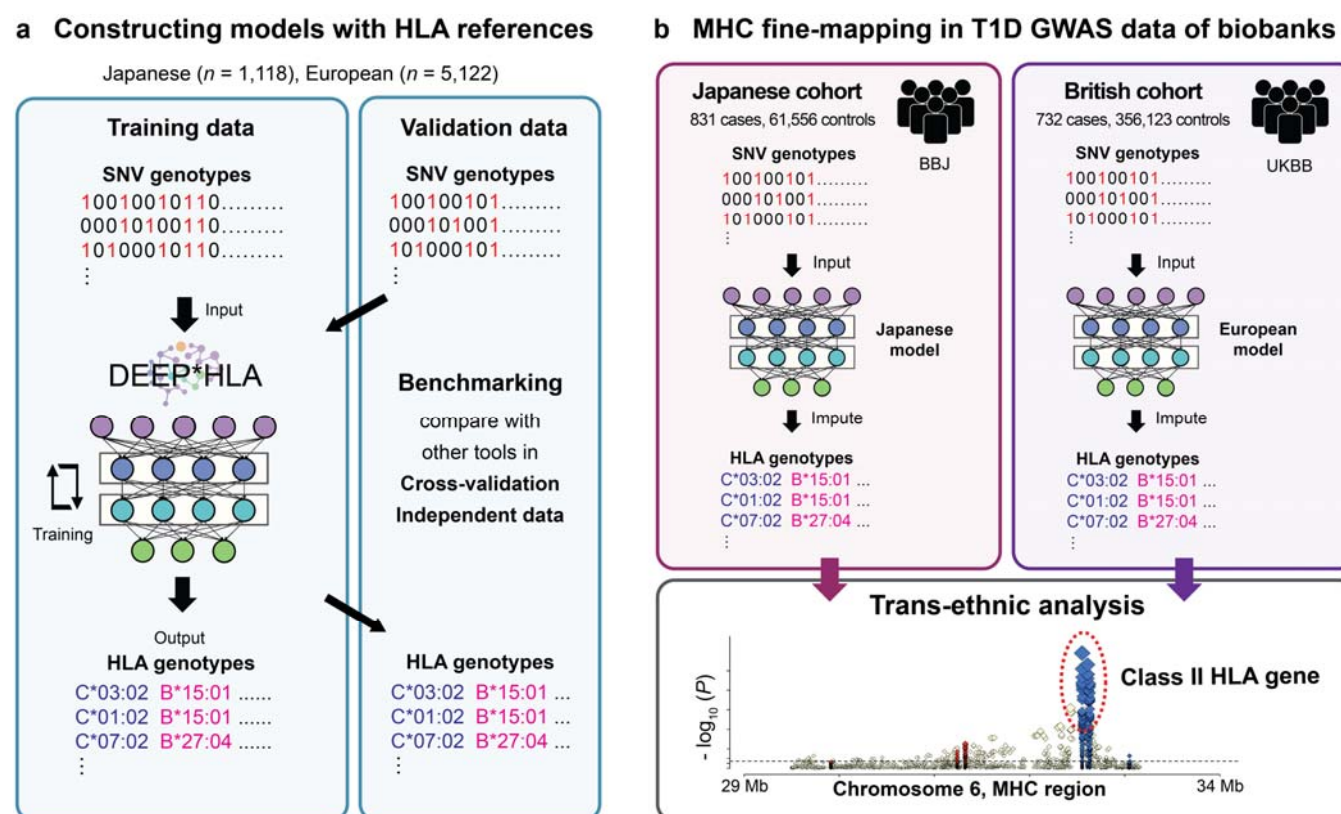 a Constructing models with HLA references
Japanese (n = 1,118), European (n = 5,122)
Training data
SNV genotypes
100100010110.........
00010100110.........
101000010110.........
⋮
Input
DEEP*HLA
Training
Output
HLA genotypes
C*03:02 B*15:01 ......
C*01:02 B*15:01 ......
C*07:02 B*27:04 ......
⋮
Validation data
SNV genotypes
100100101.........
000101001.........
101000101.........
⋮
Benchmarking
compare with
other tools in
Cross-validation
Independent data
HLA genotypes
C*03:02 B*15:01 ...
C*01:02 B*15:01 ...
C*07:02 B*27:04 ...
⋮
b MHC fine-mapping in T1D GWAS data of biobanks
Japanese cohort
831 cases, 61,556 controls
BBJ
SNV genotypes
100100101.........
000101001.........
101000101.........
⋮
Input
Japanese
model
Impute
HLA genotypes
C*03:02 B*15:01 ...
C*01:02 B*15:01 ...
C*07:02 B*27:04 ...
⋮
British cohort
732 cases, 356,123 controls
UKBB
SNV genotypes
100100101.........
000101001.........
101000101.........
⋮
Input
European
model
Impute
HLA genotypes
C*03:02 B*15:01 ...
C*01:02 B*15:01 ...
C*07:02 B*27:04 ...
⋮
Trans-ethnic analysis
- log10 (P)
Class II HLA gene
29 Mb
Chromosome 6, MHC region
34 Mb